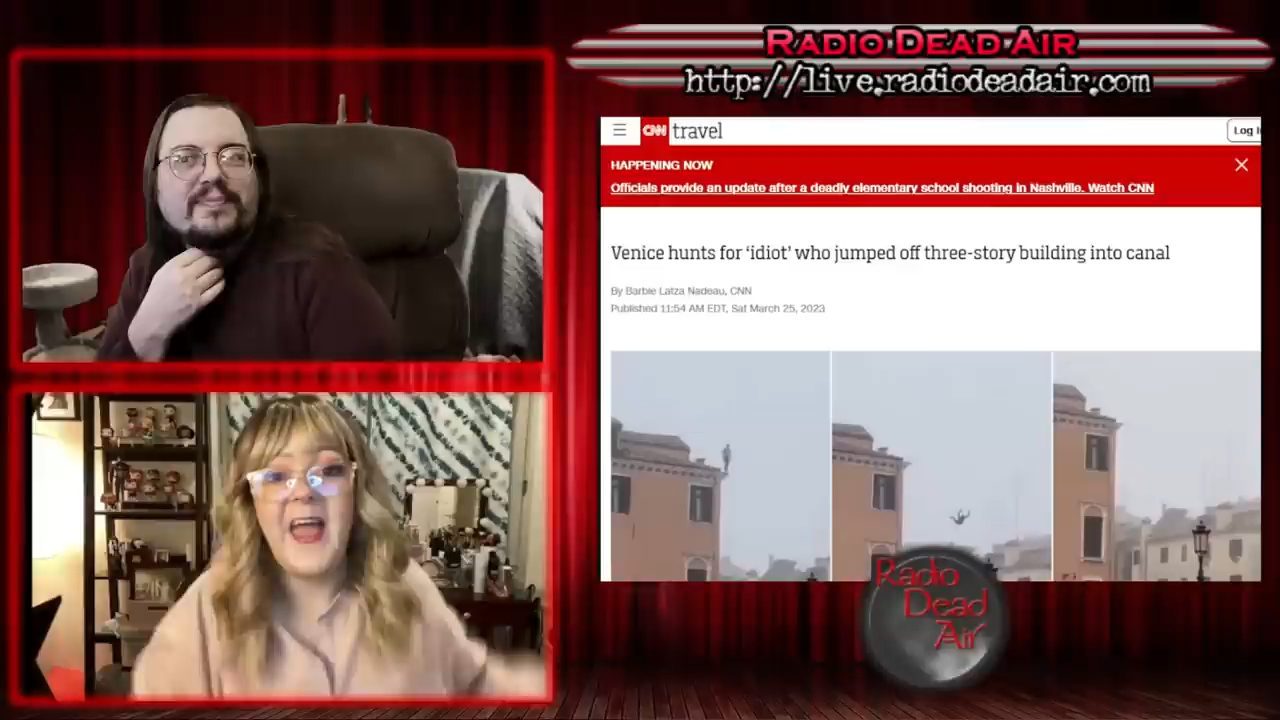 RADIO DEAD AIR
http://live.radiodeadair.com
CNN travel
Log I
HAPPENING NOW
Officials provide an update after a deadly elementary school shooting in Nashville. Watch CNN
Venice hunts for ‘idiot’ who jumped off three-story building into canal
By Barbie Latza Nadeau, CNN
Published 11:54 AM EDT, Sat March 25, 2023
Radio
Dead
Air